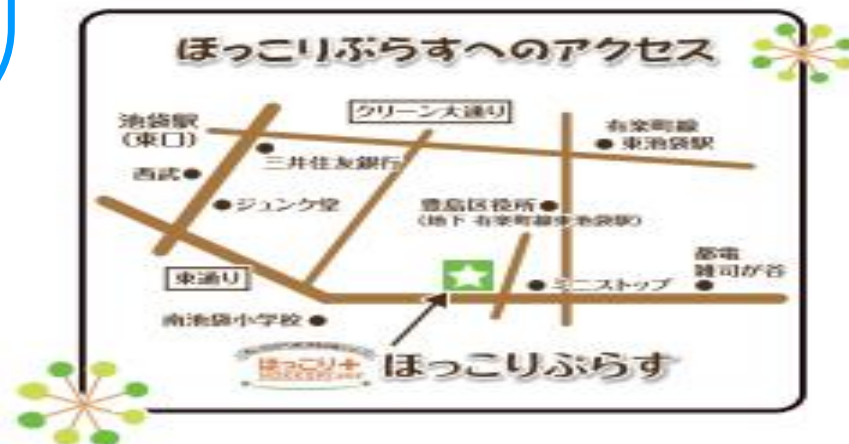 ほっこりぷらすへのアクセス
池袋駅
(東口)
グリーン大通り
有楽町線
東池袋駅
三井住友銀行
西武
ジュンク堂
豊島区役所
(地下 有楽町線東池袋駅)
都電
雑司が谷
東通り
ミニストップ
南池袋小学校
ほっこり+
ほっこりぷらす